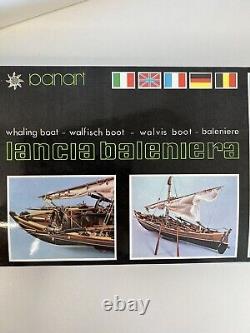 panart
whaling boat - walfisch boot - walvis boot - baleniere
lancia baleniera